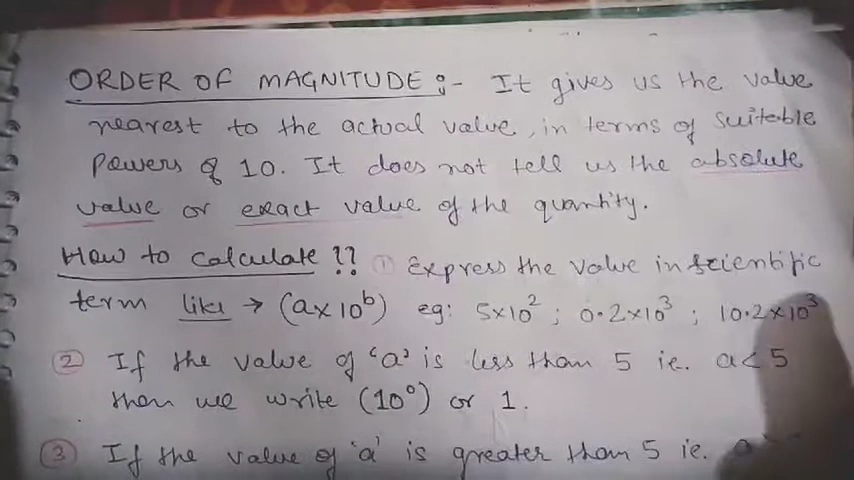 ORDER OF MAGNITUDE :- It gives us the value
nearest to the actual value, in terms of suitable
powers of 10. It does not tell us the absolute
value or exact value of the quantity.
How to calculate ?? ① Express the value in scientific
term like → (a×10ᵇ) eg: 5×10² ; 0.2×10³ ; 10.2×10³
② If the value of 'a' is less than 5 ie. a<5
then we write (10⁰) or 1.
③ If the value of 'a' is greater than 5 ie.